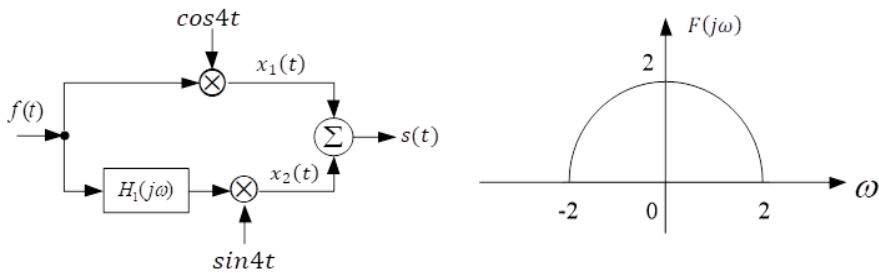 cos4t
x₁(t)
f(t)
Σ
s(t)
H₁(jω)
x₂(t)
sin4t
F(jω)
2
-2
0
2
ω